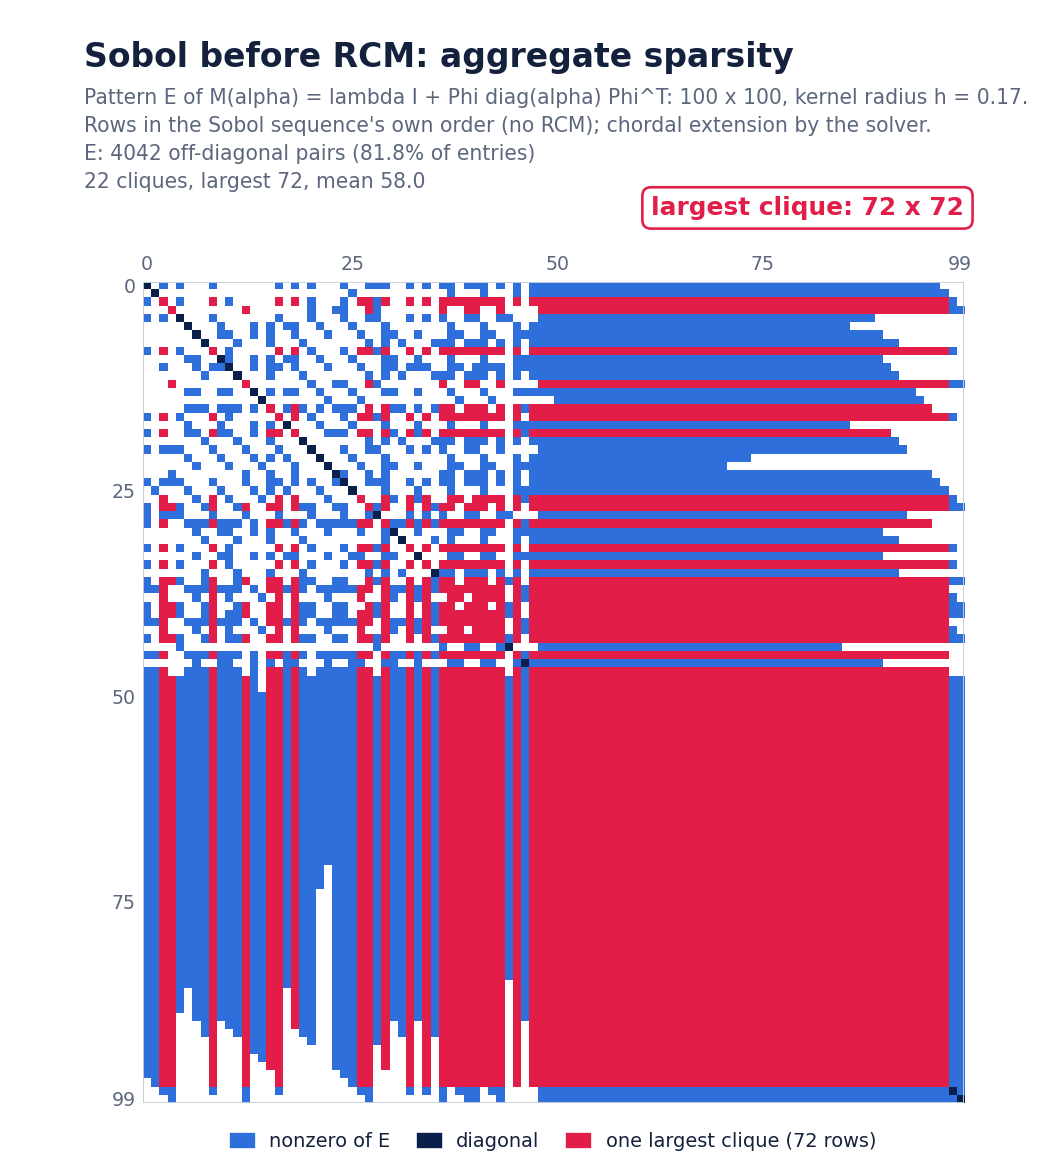 Sobol before RCM: aggregate sparsity
Pattern E of M(alpha) = lambda I + Phi diag(alpha) Phi^T: 100 x 100, kernel radius h = 0.17.
Rows in the Sobol sequence's own order (no RCM); chordal extension by the solver.
E: 4042 off-diagonal pairs (81.8% of entries)
22 cliques, largest 72, mean 58.0
largest clique: 72 x 72
0 25 50 75 99
0
25
50
75
99
nonzero of E diagonal one largest clique (72 rows)